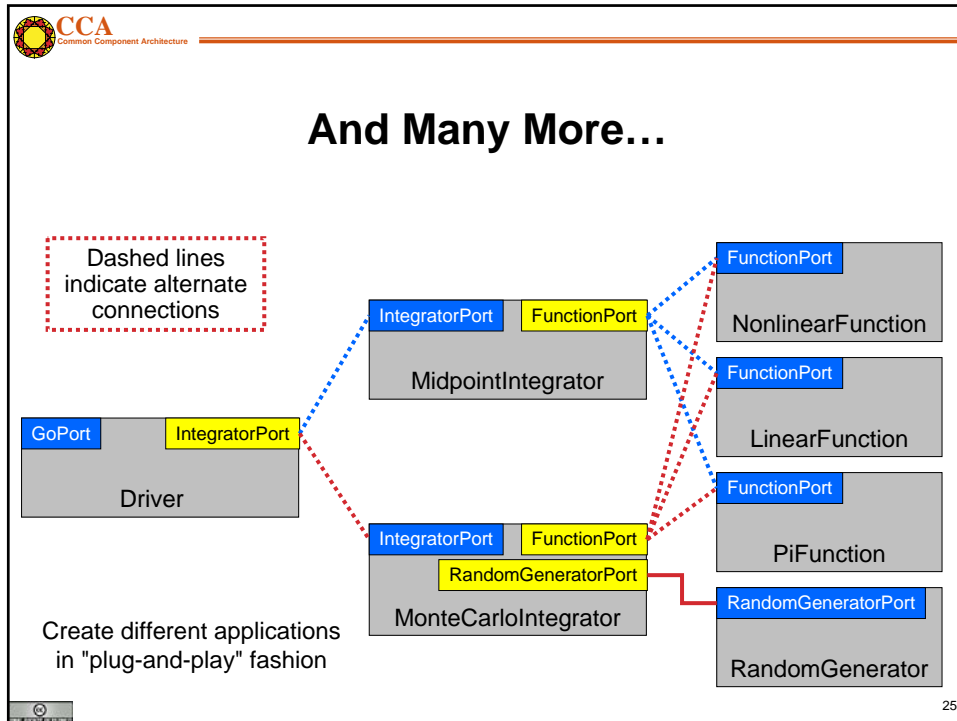 CCA
Common Component Architecture
And Many More…
Dashed lines
indicate alternate
connections
GoPort
IntegratorPort
Driver
IntegratorPort
FunctionPort
MidpointIntegrator
IntegratorPort
FunctionPort
RandomGeneratorPort
MonteCarloIntegrator
FunctionPort
NonlinearFunction
FunctionPort
LinearFunction
FunctionPort
PiFunction
RandomGeneratorPort
RandomGenerator
Create different applications
in "plug-and-play" fashion
cc
25